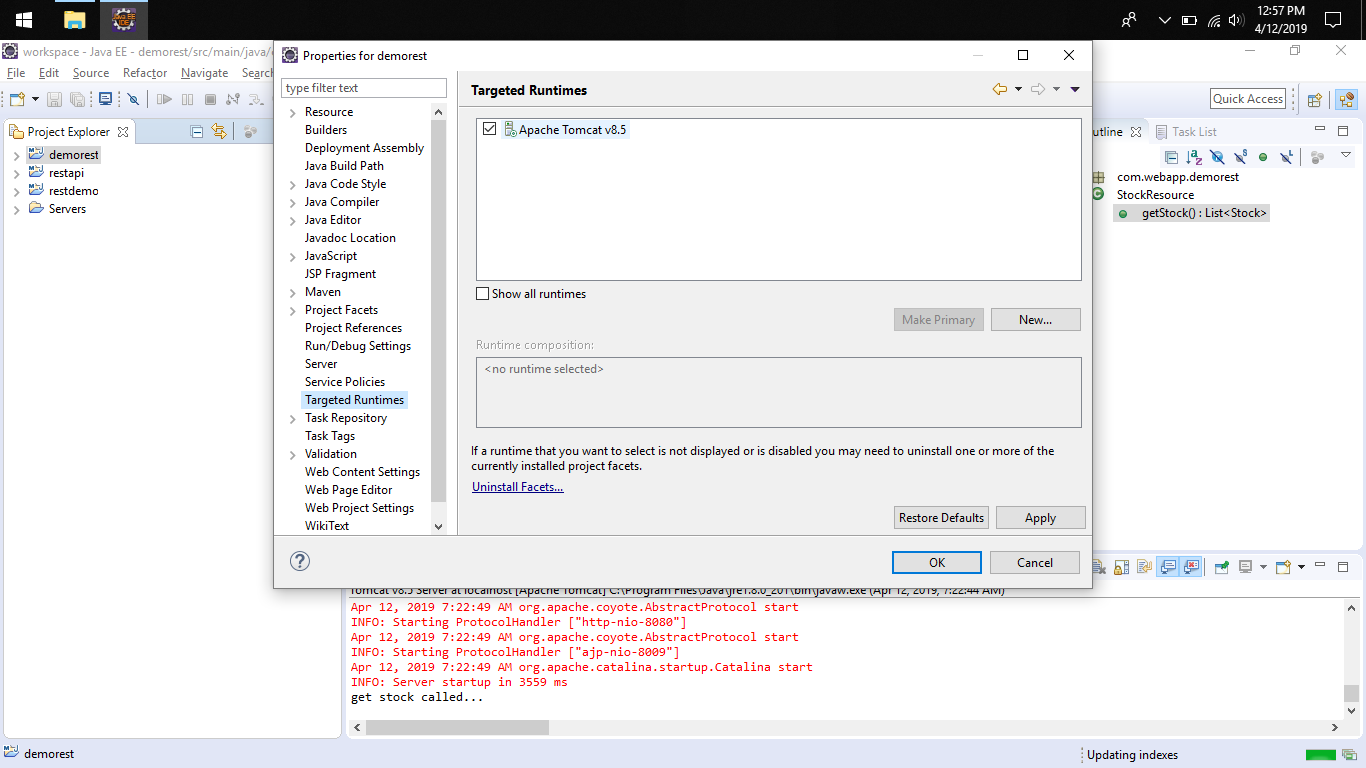 12:57 PM
4/12/2019
workspace - Java EE - demorest/src/main/java/
File Edit Source Refactor Navigate
Quick Access
Project Explorer
demorest
restapi
restdemo
Servers
Properties for demorest
type filter text
Resource
Builders
Deployment Assembly
Java Build Path
Java Code Style
Java Compiler
Java Editor
Javadoc Location
JavaScript
JSP Fragment
Maven
Project Facets
Project References
Run/Debug Settings
Server
Service Policies
Targeted Runtimes
Task Repository
Task Tags
Validation
Web Content Settings
Web Page Editor
Web Project Settings
WikiText
Targeted Runtimes
Apache Tomcat v8.5
Show all runtimes
Make Primary New...
Runtime composition:
<no runtime selected>
If a runtime that you want to select is not displayed or is disabled you may need to uninstall one or more of the
currently installed project facets.
Uninstall Facets...
Restore Defaults Apply
OK Cancel
utline Task List
com.webapp.demorest
StockResource
getStock() : List<Stock>
Tomcat v8.5 Server at localhost [Apache Tomcat] C:\Program Files\Java\jre1.8.0_201\bin\javaw.exe (Apr 12, 2019, 7:22:44 AM)
Apr 12, 2019 7:22:49 AM org.apache.coyote.AbstractProtocol start
INFO: Starting ProtocolHandler ["http-nio-8080"]
Apr 12, 2019 7:22:49 AM org.apache.coyote.AbstractProtocol start
INFO: Starting ProtocolHandler ["ajp-nio-8009"]
Apr 12, 2019 7:22:49 AM org.apache.catalina.startup.Catalina start
INFO: Server startup in 3559 ms
get stock called...
demorest
Updating indexes